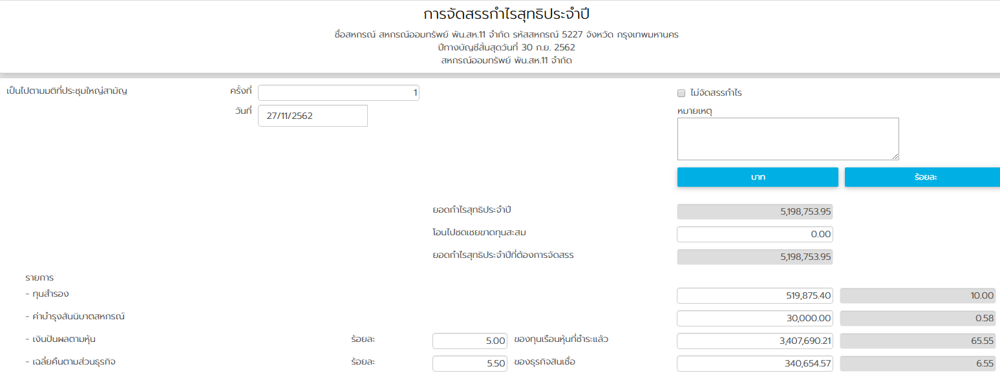 การจัดสรรกำไรสุทธิประจำปี
ชื่อสหกรณ์ สหกรณ์ออมทรัพย์ พัน.สห.11 จำกัด รหัสสหกรณ์ 5227 จังหวัด กรุงเทพมหานคร
ปีทางบัญชีสิ้นสุดวันที่ 30 ก.ย. 2562
สหกรณ์ออมทรัพย์ พัน.สห.11 จำกัด
เป็นไปตามมติที่ประชุมใหญ่สามัญ ครั้งที่ 1 ไม่จัดสรรกำไร
วันที่ 27/11/2562 หมายเหตุ
บาท ร้อยละ
ยอดกำไรสุทธิประจำปี 5,198,753.95
โอนไปชดเชยขาดทุนสะสม 0.00
ยอดกำไรสุทธิประจำปีที่ต้องการจัดสรร 5,198,753.95
รายการ
- ทุนสำรอง 519,875.40 10.00
- ค่าบำรุงสันนิบาตสหกรณ์ 30,000.00 0.58
- เงินปันผลตามหุ้น ร้อยละ 5.00 ของทุนเรือนหุ้นที่ชำระแล้ว 3,407,690.21 65.55
- เฉลี่ยคืนตามส่วนธุรกิจ ร้อยละ 5.50 ของธุรกิจสินเชื่อ 340,654.57 6.55